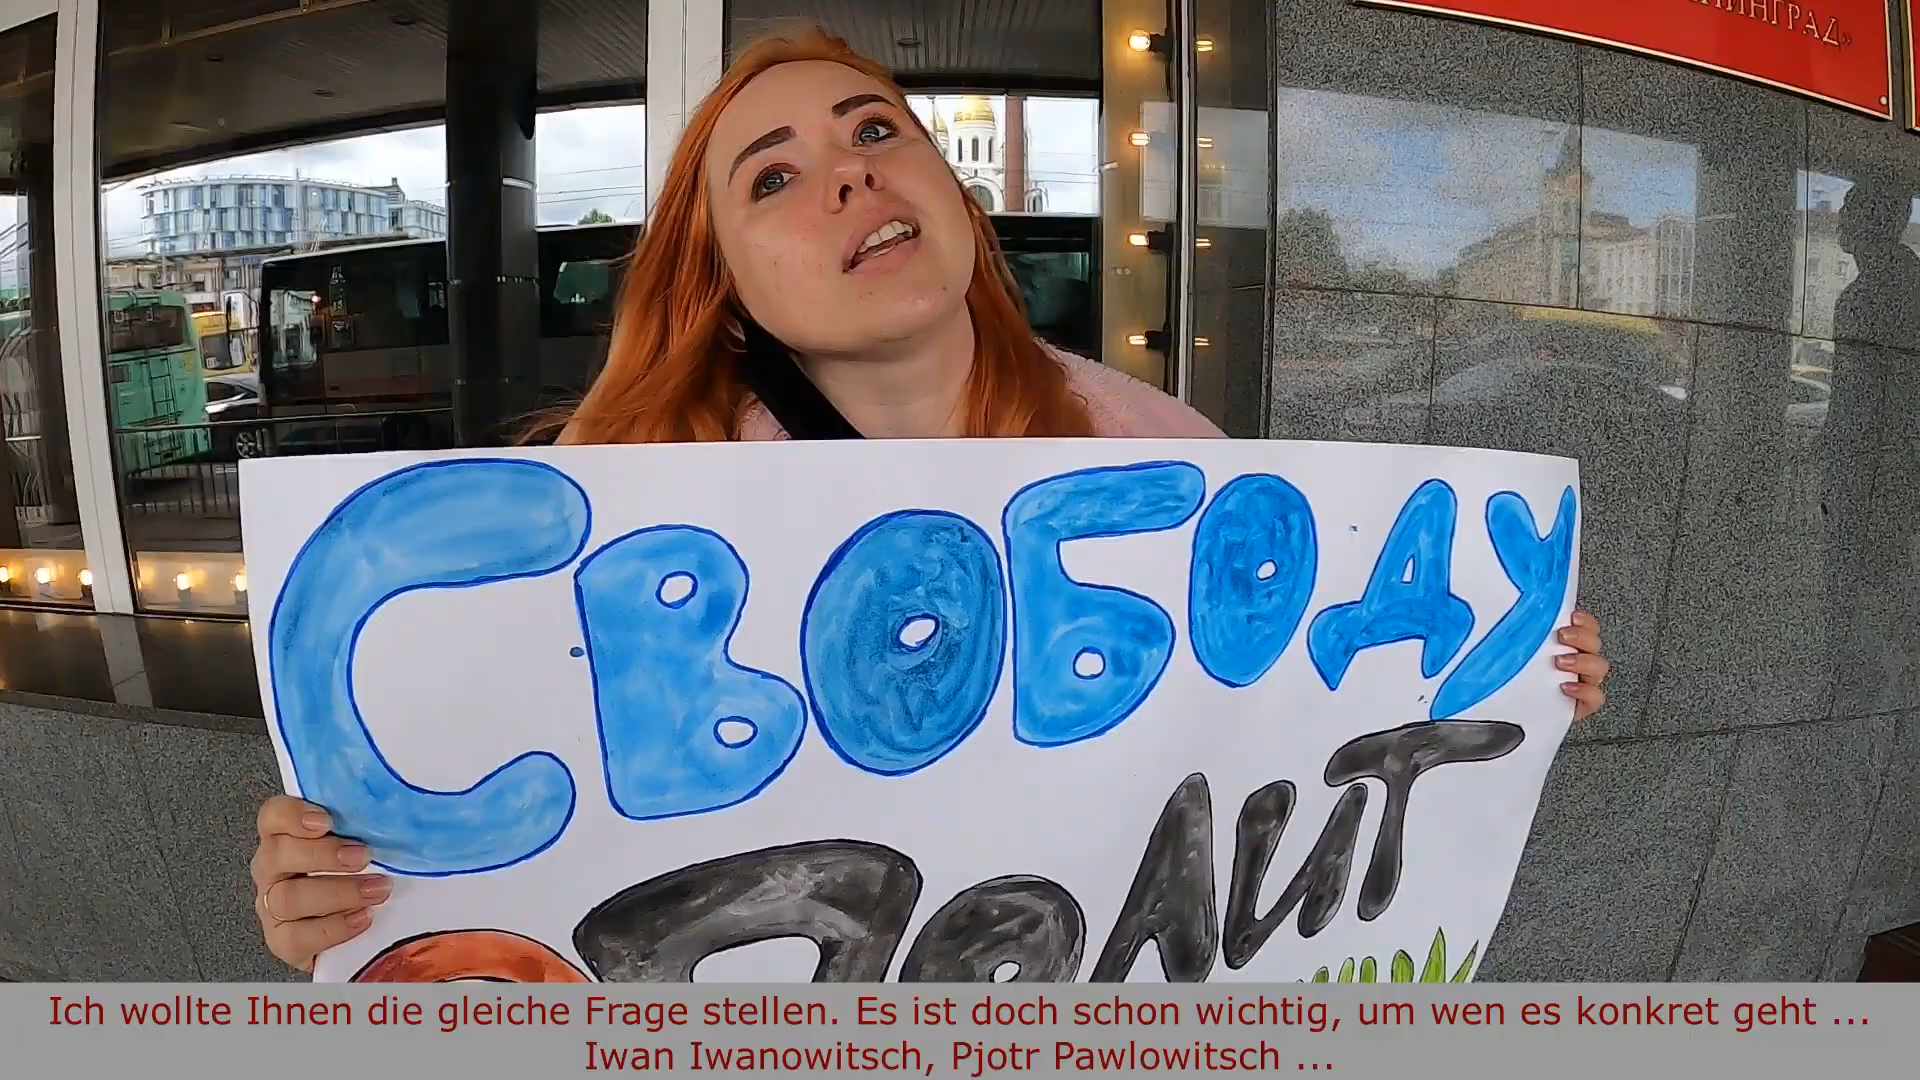 СВОБОДУ
ПОЛИТ
Ich wollte Ihnen die gleiche Frage stellen. Es ist doch schon wichtig, um wen es konkret geht ...
Iwan Iwanowitsch, Pjotr Pawlowitsch ...